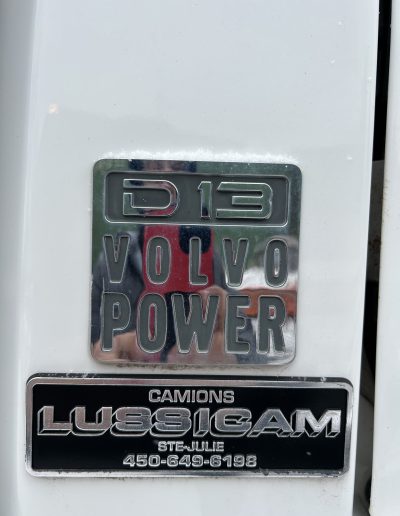 D13
VOLVO
POWER
CAMIONS
LUSSICAM
STE-JULIE
450-649-6198